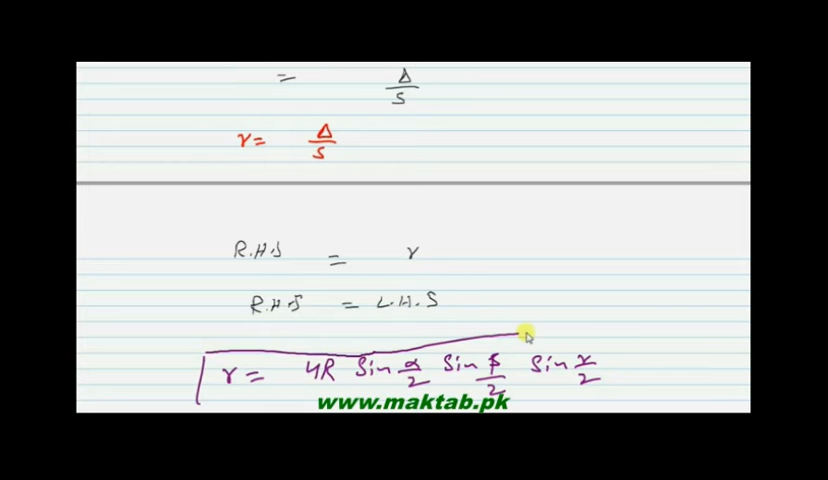 = Δ/s
r = Δ/s
R.H.S = r
R.H.S = L.H.S
r = 4R Sin α/2 Sin β/2 Sin γ/2
www.maktab.pk